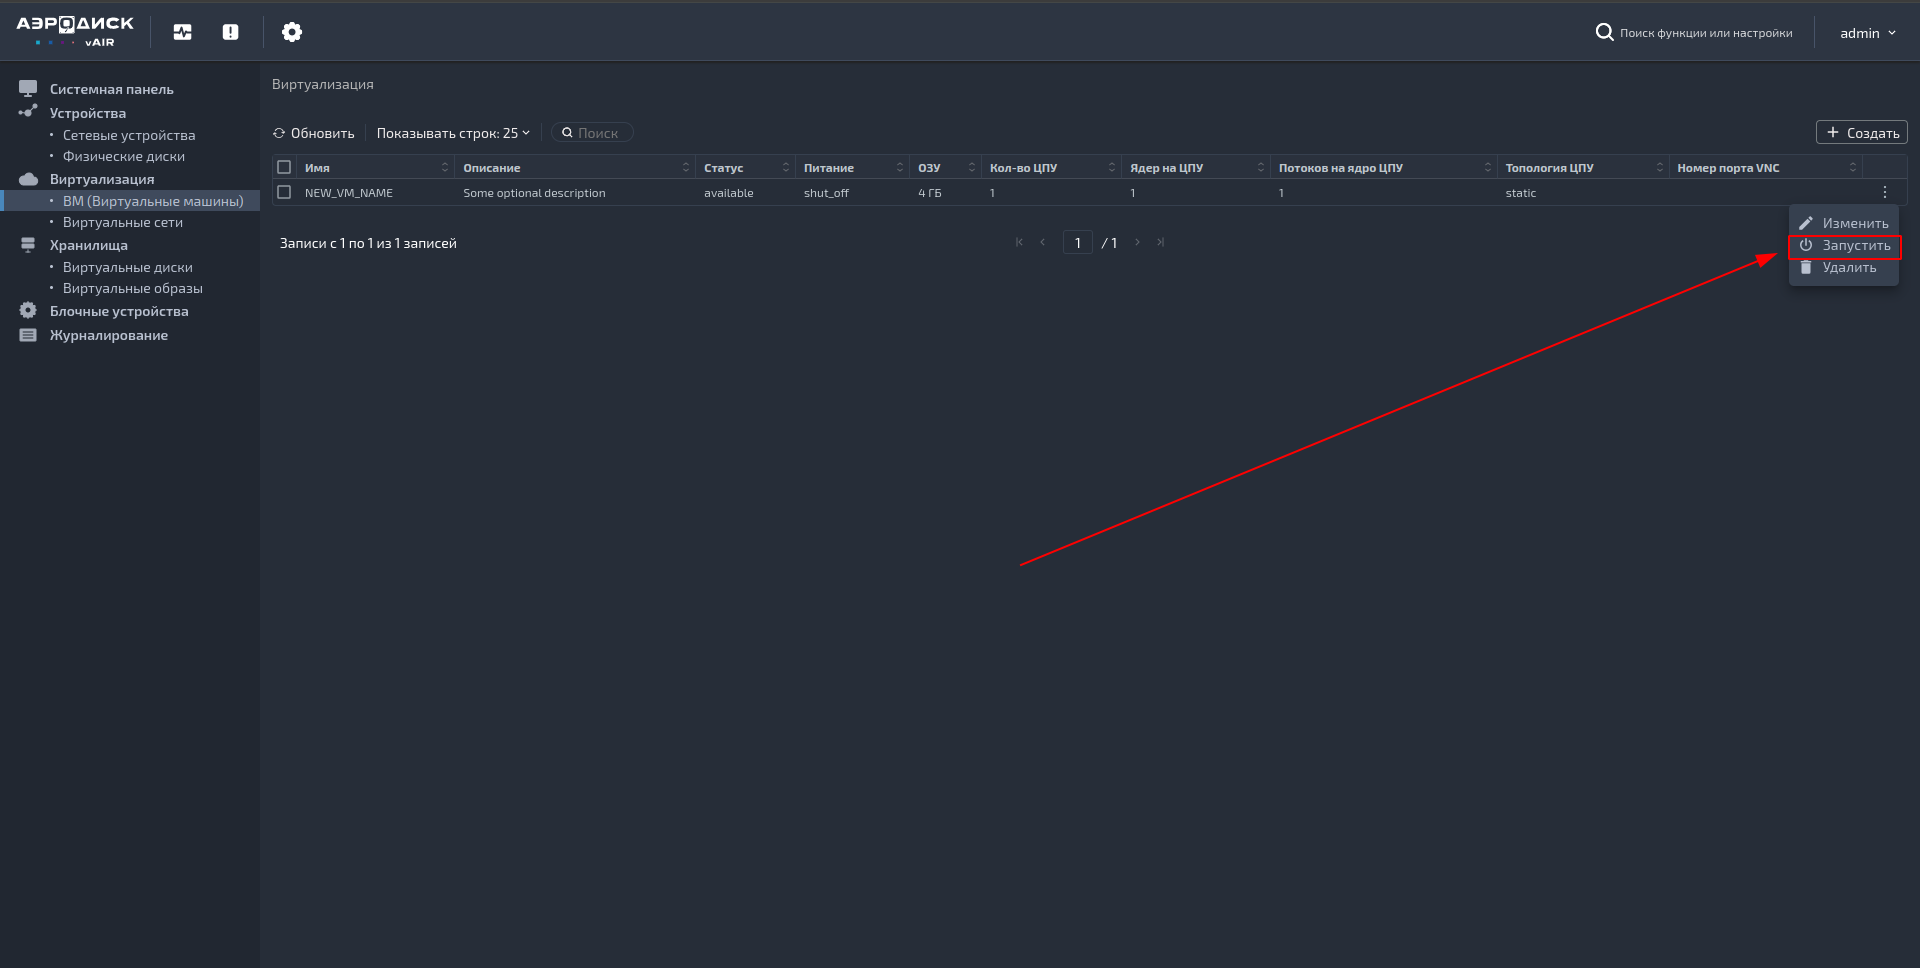 АЭРОДИСК
vAIR
Поиск функции или настройки
admin
Системная панель
Устройства
Сетевые устройства
Физические диски
Виртуализация
ВМ (Виртуальные машины)
Виртуальные сети
Хранилища
Виртуальные диски
Виртуальные образы
Блочные устройства
Журналирование
Виртуализация
Обновить Показывать строк: 25 Поиск + Создать
Имя Описание Статус Питание ОЗУ Кол-во ЦПУ Ядер на ЦПУ Потоков на ядро ЦПУ Топология ЦПУ Номер порта VNC
NEW_VM_NAME Some optional description available shut_off 4 ГБ 1 1 1 static
Изменить
Запустить
Удалить
Записи с 1 по 1 из 1 записей 1 / 1